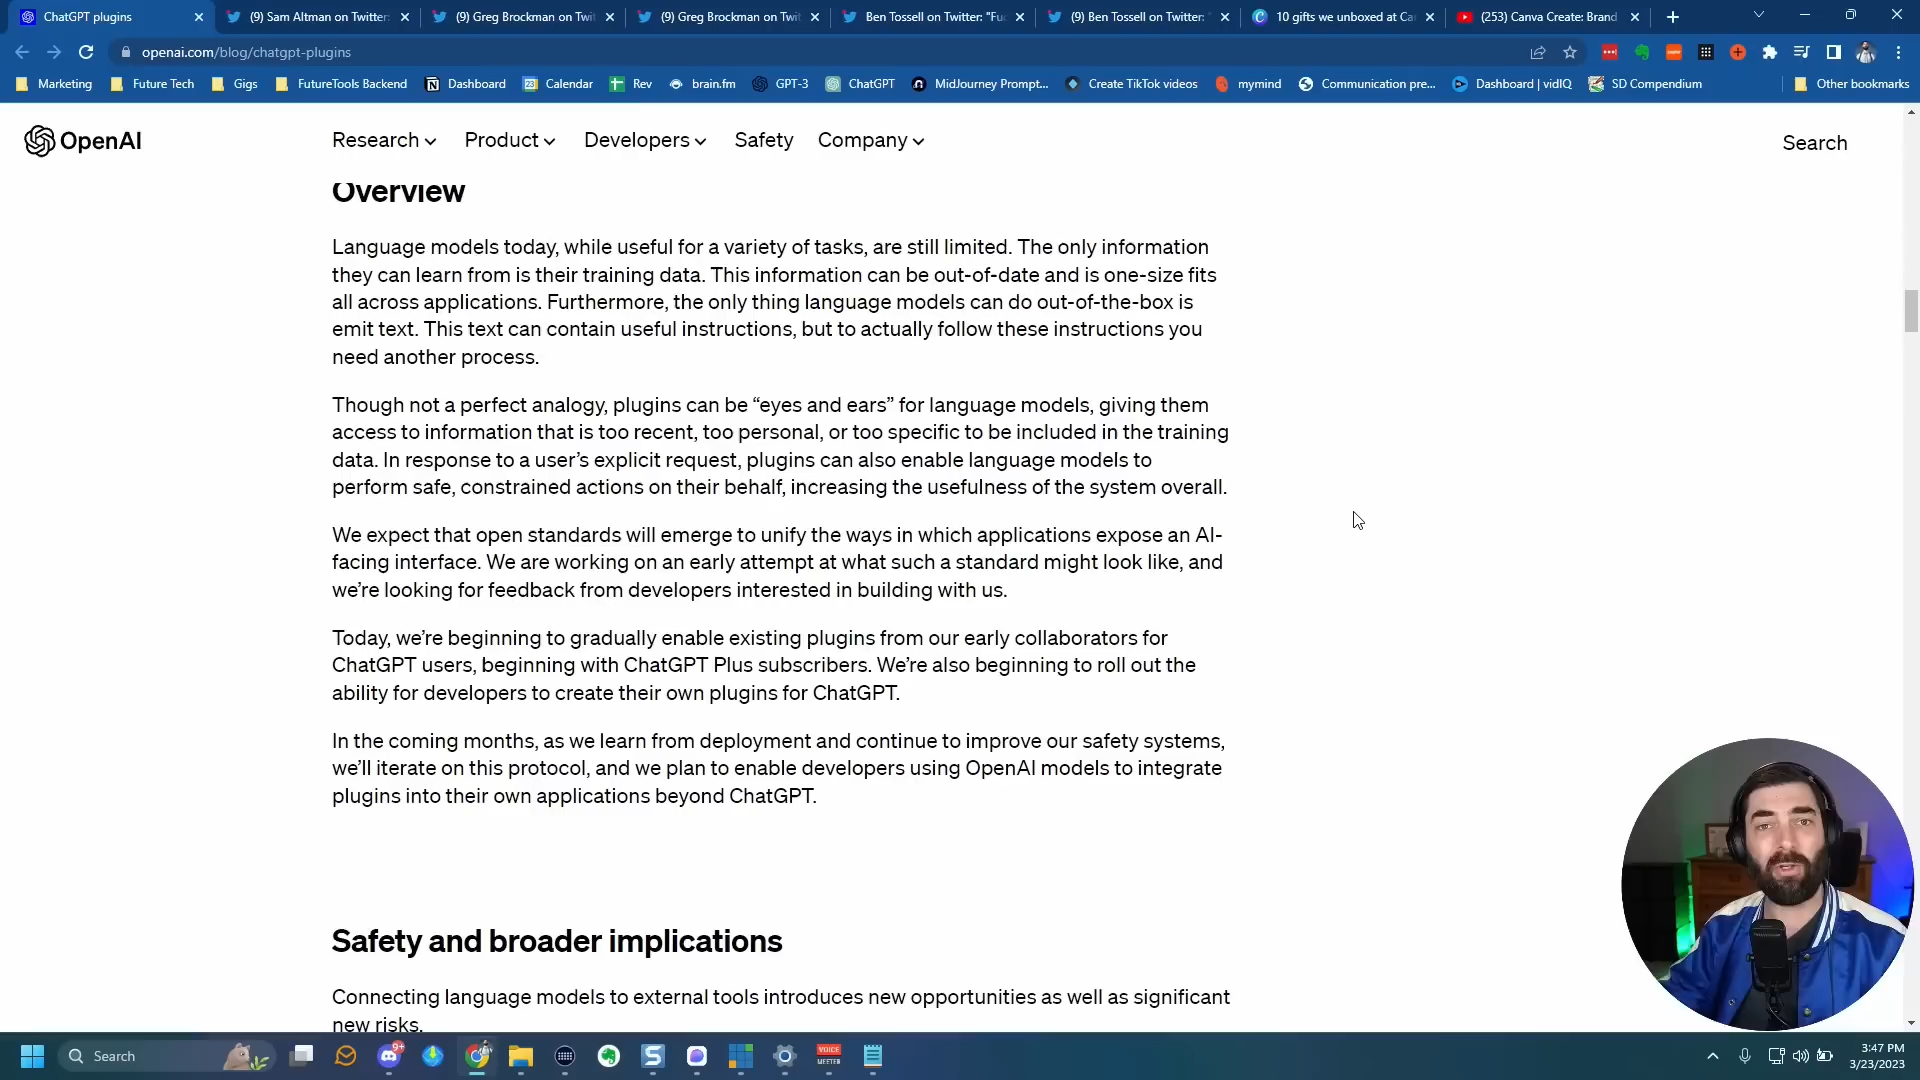 ChatGPT plugins
(9) Sam Altman on Twitter:
(9) Greg Brockman on Twi
(9) Greg Brockman on Twit
Ben Tossell on Twitter: "Fu
(9) Ben Tossell on Twitter: "
10 gifts we unboxed at Ca
(253) Canva Create: Brand
openai.com/blog/chatgpt-plugins
Marketing
Future Tech
Gigs
FutureTools Backend
Dashboard
Calendar
Rev
brain.fm
GPT-3
ChatGPT
MidJourney Prompt...
Create TikTok videos
mymind
Communication pre...
Dashboard | vidIQ
SD Compendium
Other bookmarks
OpenAI
Research
Product
Developers
Safety
Company
Search
Overview
Language models today, while useful for a variety of tasks, are still limited. The only information
they can learn from is their training data. This information can be out-of-date and is one-size fits
all across applications. Furthermore, the only thing language models can do out-of-the-box is
emit text. This text can contain useful instructions, but to actually follow these instructions you
need another process.
Though not a perfect analogy, plugins can be “eyes and ears” for language models, giving them
access to information that is too recent, too personal, or too specific to be included in the training
data. In response to a user’s explicit request, plugins can also enable language models to
perform safe, constrained actions on their behalf, increasing the usefulness of the system overall.
We expect that open standards will emerge to unify the ways in which applications expose an AI-
facing interface. We are working on an early attempt at what such a standard might look like, and
we’re looking for feedback from developers interested in building with us.
Today, we’re beginning to gradually enable existing plugins from our early collaborators for
ChatGPT users, beginning with ChatGPT Plus subscribers. We’re also beginning to roll out the
ability for developers to create their own plugins for ChatGPT.
In the coming months, as we learn from deployment and continue to improve our safety systems,
we’ll iterate on this protocol, and we plan to enable developers using OpenAI models to integrate
plugins into their own applications beyond ChatGPT.
Safety and broader implications
Connecting language models to external tools introduces new opportunities as well as significant
new risks.
Search
9+
VOICE
MEETER
3:47 PM
3/23/2023